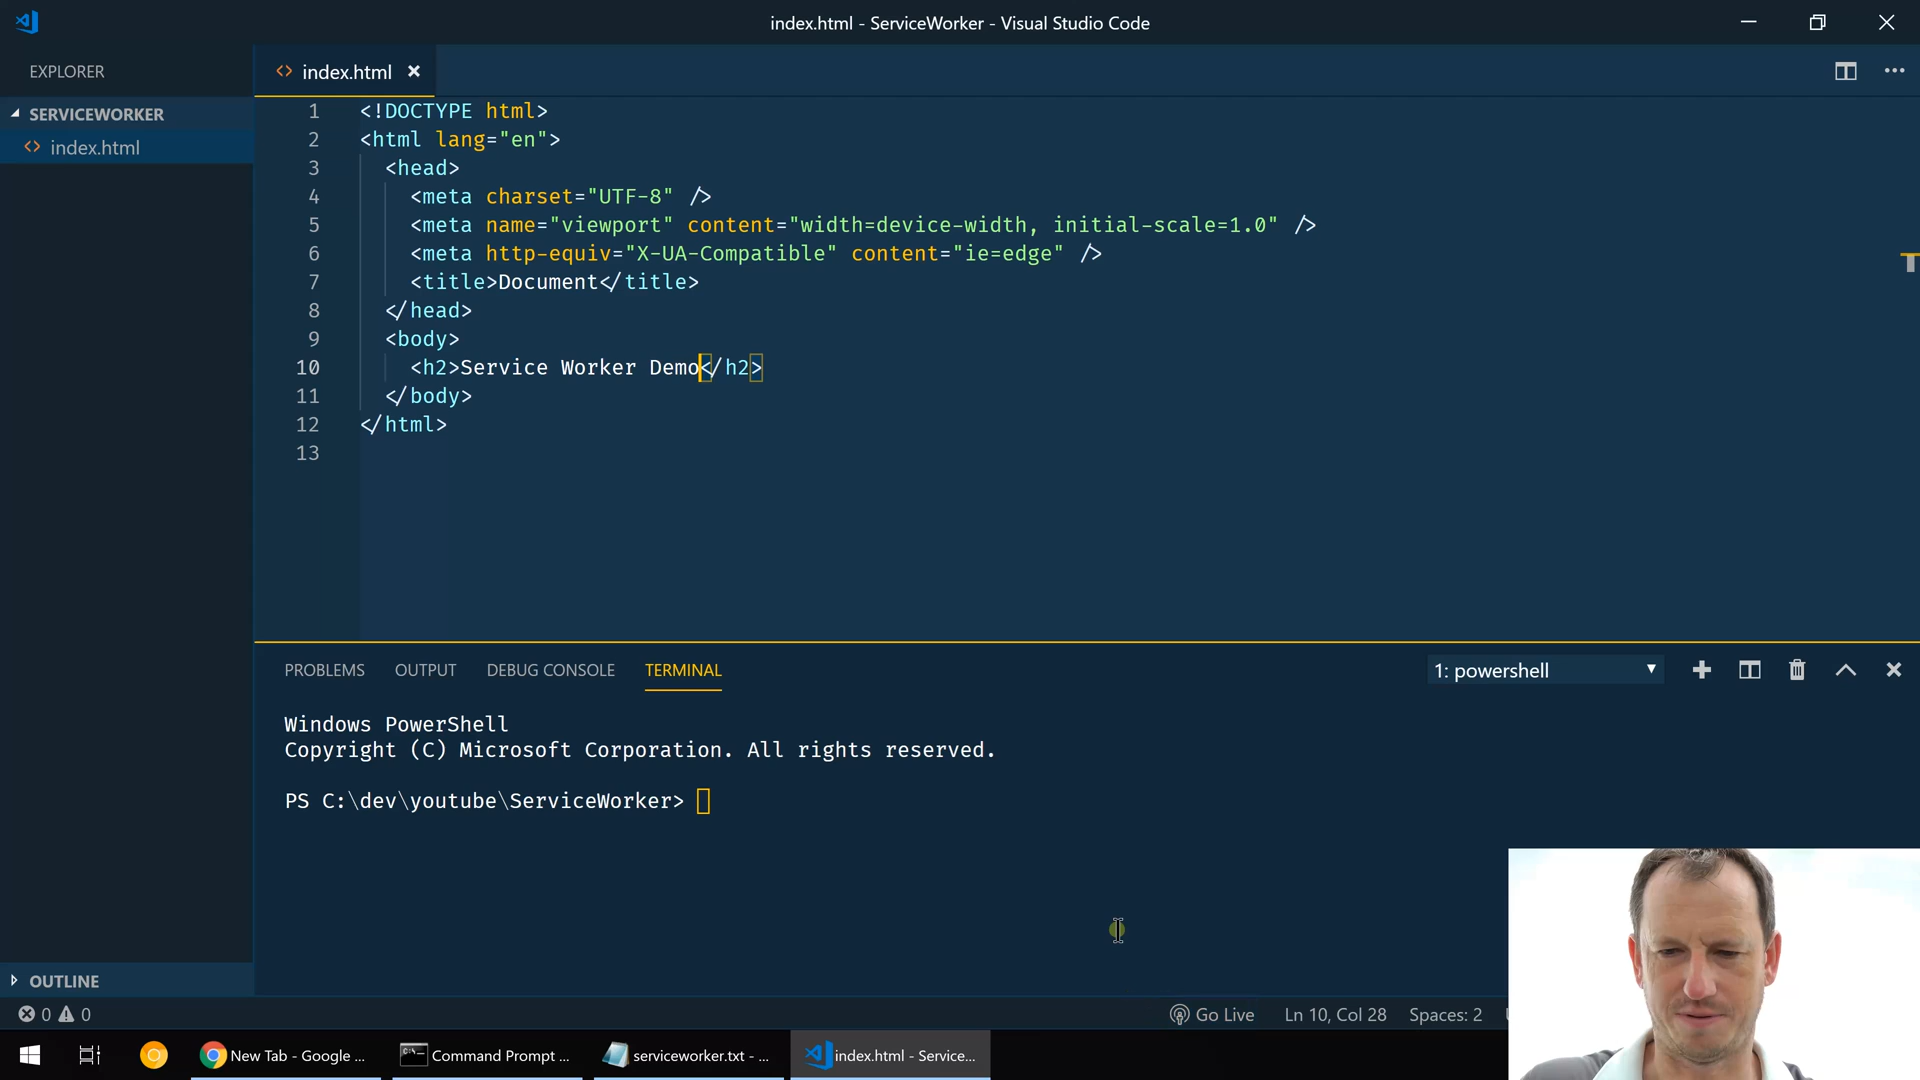 index.html - ServiceWorker - Visual Studio Code
EXPLORER
index.html
SERVICEWORKER
index.html
1 <!DOCTYPE html>
2 <html lang="en">
3 <head>
4 <meta charset="UTF-8" />
5 <meta name="viewport" content="width=device-width, initial-scale=1.0" />
6 <meta http-equiv="X-UA-Compatible" content="ie=edge" />
7 <title>Document</title>
8 </head>
9 <body>
10 <h2>Service Worker Demo</h2>
11 </body>
12 </html>
13
PROBLEMS OUTPUT DEBUG CONSOLE TERMINAL 1: powershell
Windows PowerShell
Copyright (C) Microsoft Corporation. All rights reserved.
PS C:\dev\youtube\ServiceWorker>
OUTLINE
0 0 Go Live Ln 10, Col 28 Spaces: 2
New Tab - Google ... Command Prompt ... serviceworker.txt - ... index.html - Service...